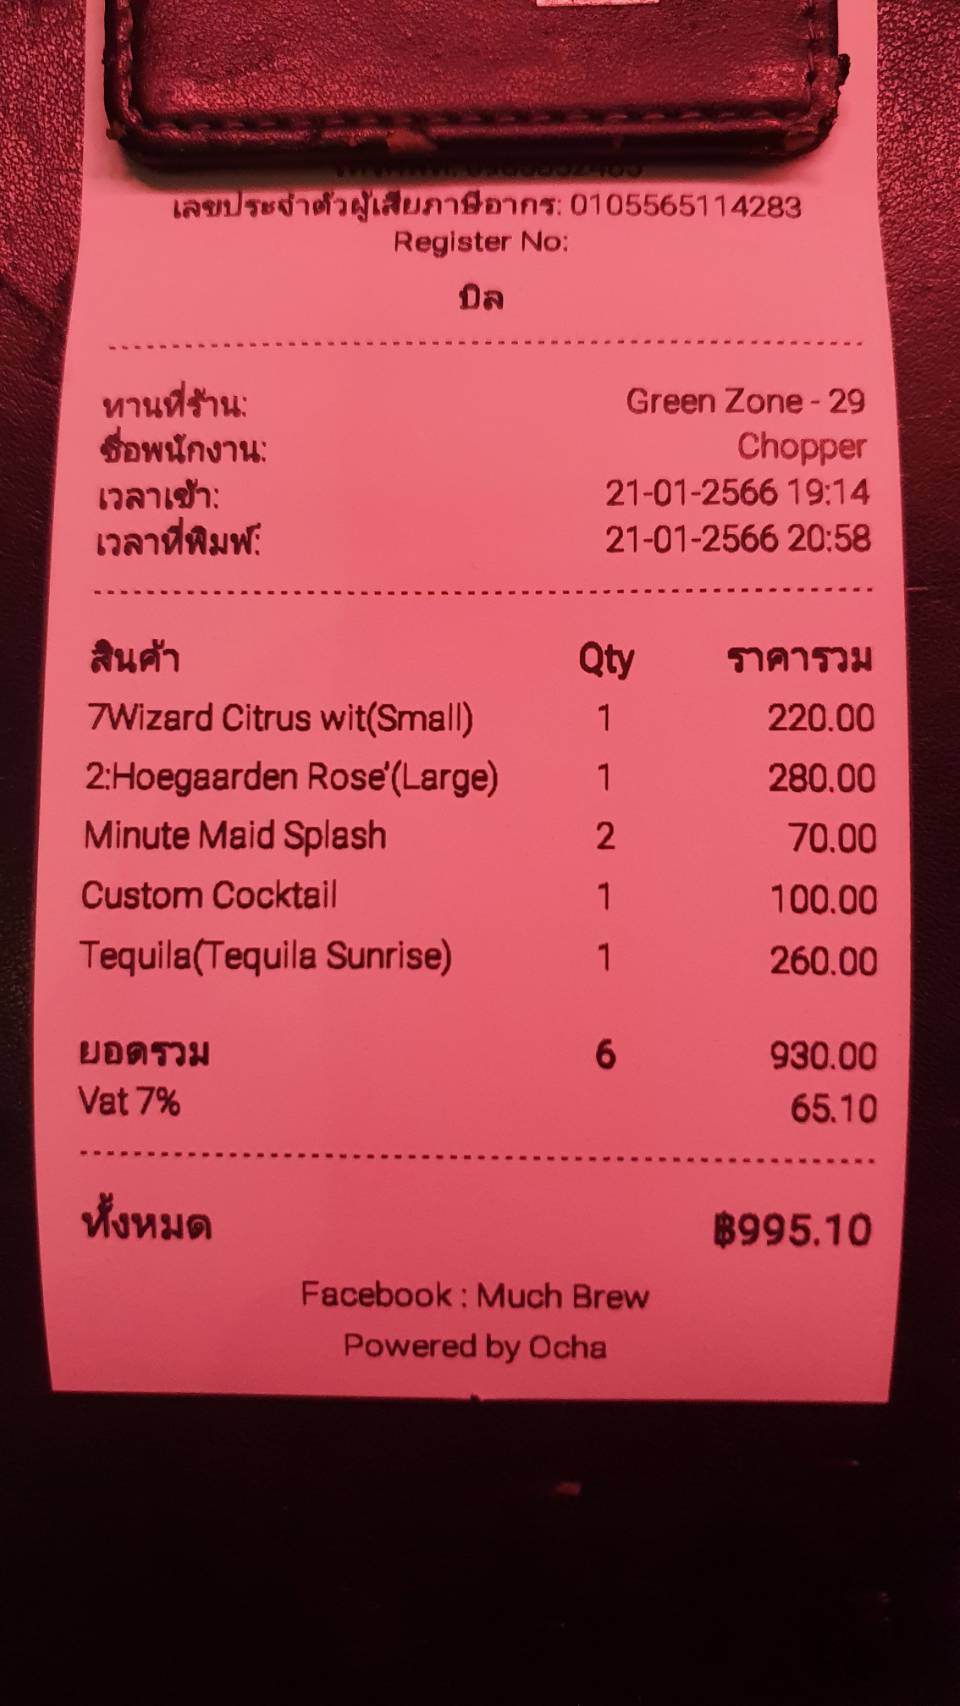 เลขประจำตัวผู้เสียภาษีอากร: 0105565114283
Register No:
บิล
ทานที่ร้าน: Green Zone - 29
ชื่อพนักงาน: Chopper
เวลาเข้า: 21-01-2566 19:14
เวลาที่พิมพ์: 21-01-2566 20:58
สินค้า Qty ราคารวม
7Wizard Citrus wit(Small) 1 220.00
2:Hoegaarden Rose'(Large) 1 280.00
Minute Maid Splash 2 70.00
Custom Cocktail 1 100.00
Tequila(Tequila Sunrise) 1 260.00
ยอดรวม 6 930.00
Vat 7% 65.10
ทั้งหมด ฿995.10
Facebook : Much Brew
Powered by Ocha